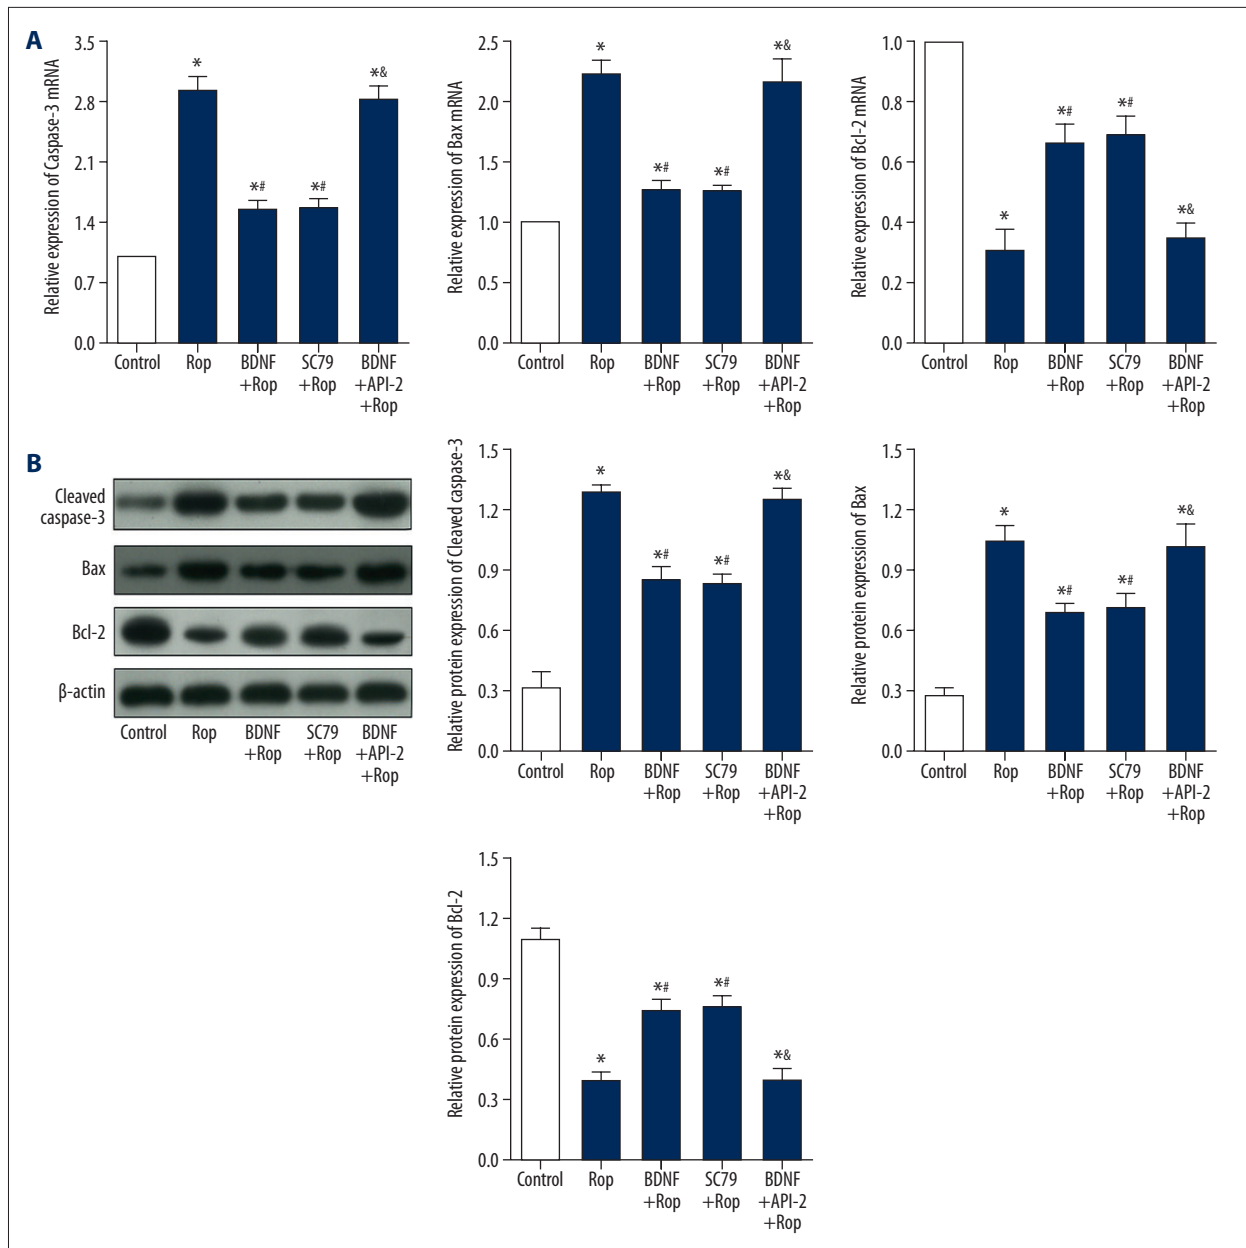 A
Relative expression of Caspase-3 mRNA
3.5
2.8
2.1
1.4
0.7
0.0
*
*#
*#
*&
Control
Rop
BDNF
+Rop
SC79
+Rop
BDNF
+API-2
+Rop
Relative expression of Bax mRNA
2.5
2.0
1.5
1.0
0.5
0.0
*
*#
*#
*&
Control
Rop
BDNF
+Rop
SC79
+Rop
BDNF
+API-2
+Rop
Relative expression of Bcl-2 mRNA
1.0
0.8
0.6
0.4
0.2
0.0
*
*#
*#
*&
Control
Rop
BDNF
+Rop
SC79
+Rop
BDNF
+API-2
+Rop
B
Cleaved
caspase-3
Bax
Bcl-2
β-actin
Control
Rop
BDNF
+Rop
SC79
+Rop
BDNF
+API-2
+Rop
Relative protein expression of Cleaved caspase-3
1.5
1.2
0.9
0.6
0.3
0.0
*
*#
*#
*&
Control
Rop
BDNF
+Rop
SC79
+Rop
BDNF
+API-2
+Rop
Relative protein expression of Bax
1.5
1.2
0.9
0.6
0.3
0.0
*
*#
*#
*&
Control
Rop
BDNF
+Rop
SC79
+Rop
BDNF
+API-2
+Rop
Relative protein expression of Bcl-2
1.5
1.2
0.9
0.6
0.3
0.0
*
*#
*#
*&
Control
Rop
BDNF
+Rop
SC79
+Rop
BDNF
+API-2
+Rop